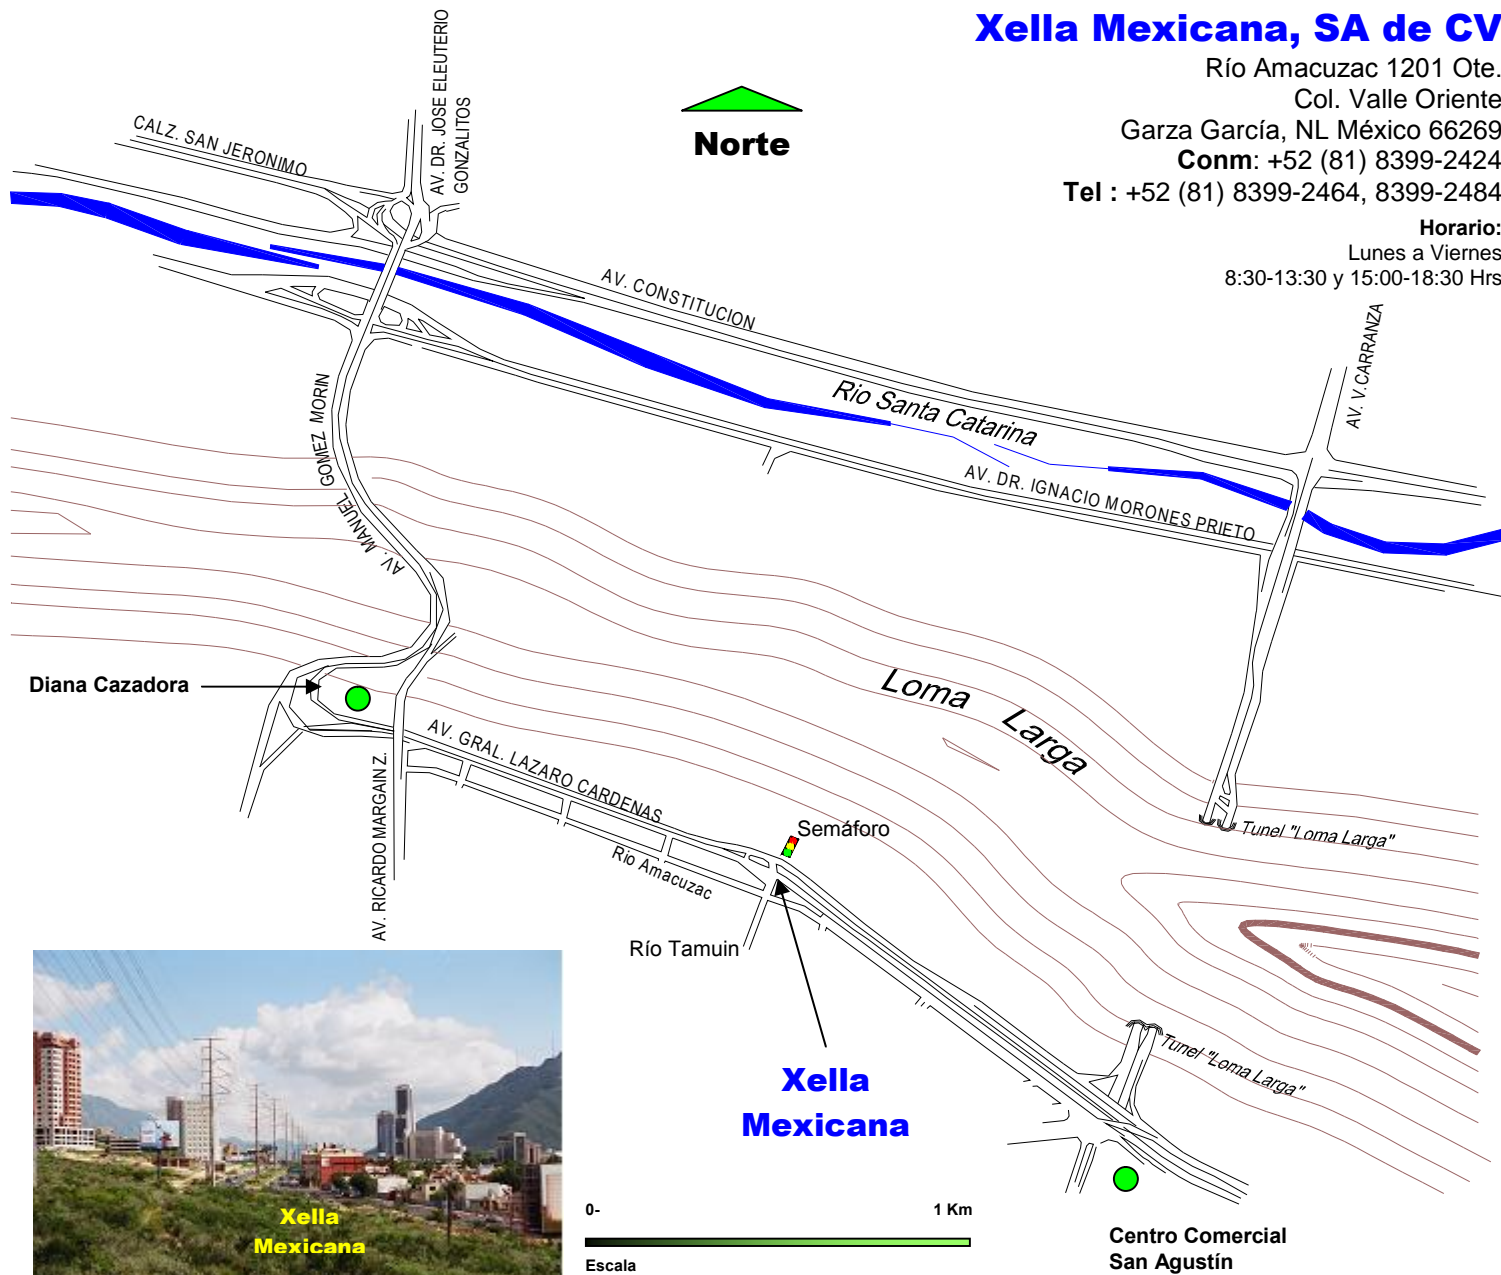 Xella Mexicana, SA de CV
Río Amacuzac 1201 Ote.
Col. Valle Oriente
Garza García, NL México 66269
Conm: +52 (81) 8399-2424
Tel : +52 (81) 8399-2464, 8399-2484
Horario:
Lunes a Viernes
8:30-13:30 y 15:00-18:30 Hrs
Norte
CALZ. SAN JERONIMO
AV. DR. JOSE ELEUTERIO
GONZALITOS
AV. CONSTITUCION
AV. V. CARRANZA
Rio Santa Catarina
AV. DR. IGNACIO MORONES PRIETO
AV. MANUEL GOMEZ MORIN
Diana Cazadora
Loma Larga
AV. GRAL. LAZARO CARDENAS
AV. RICARDO MARGAIN Z.
Semáforo
Rio Amacuzac
Tunel "Loma Larga"
Río Tamuin
Tunel "Loma Larga"
Xella
Mexicana
Xella
Mexicana
0-
1 Km
Escala
Centro Comercial
San Agustín